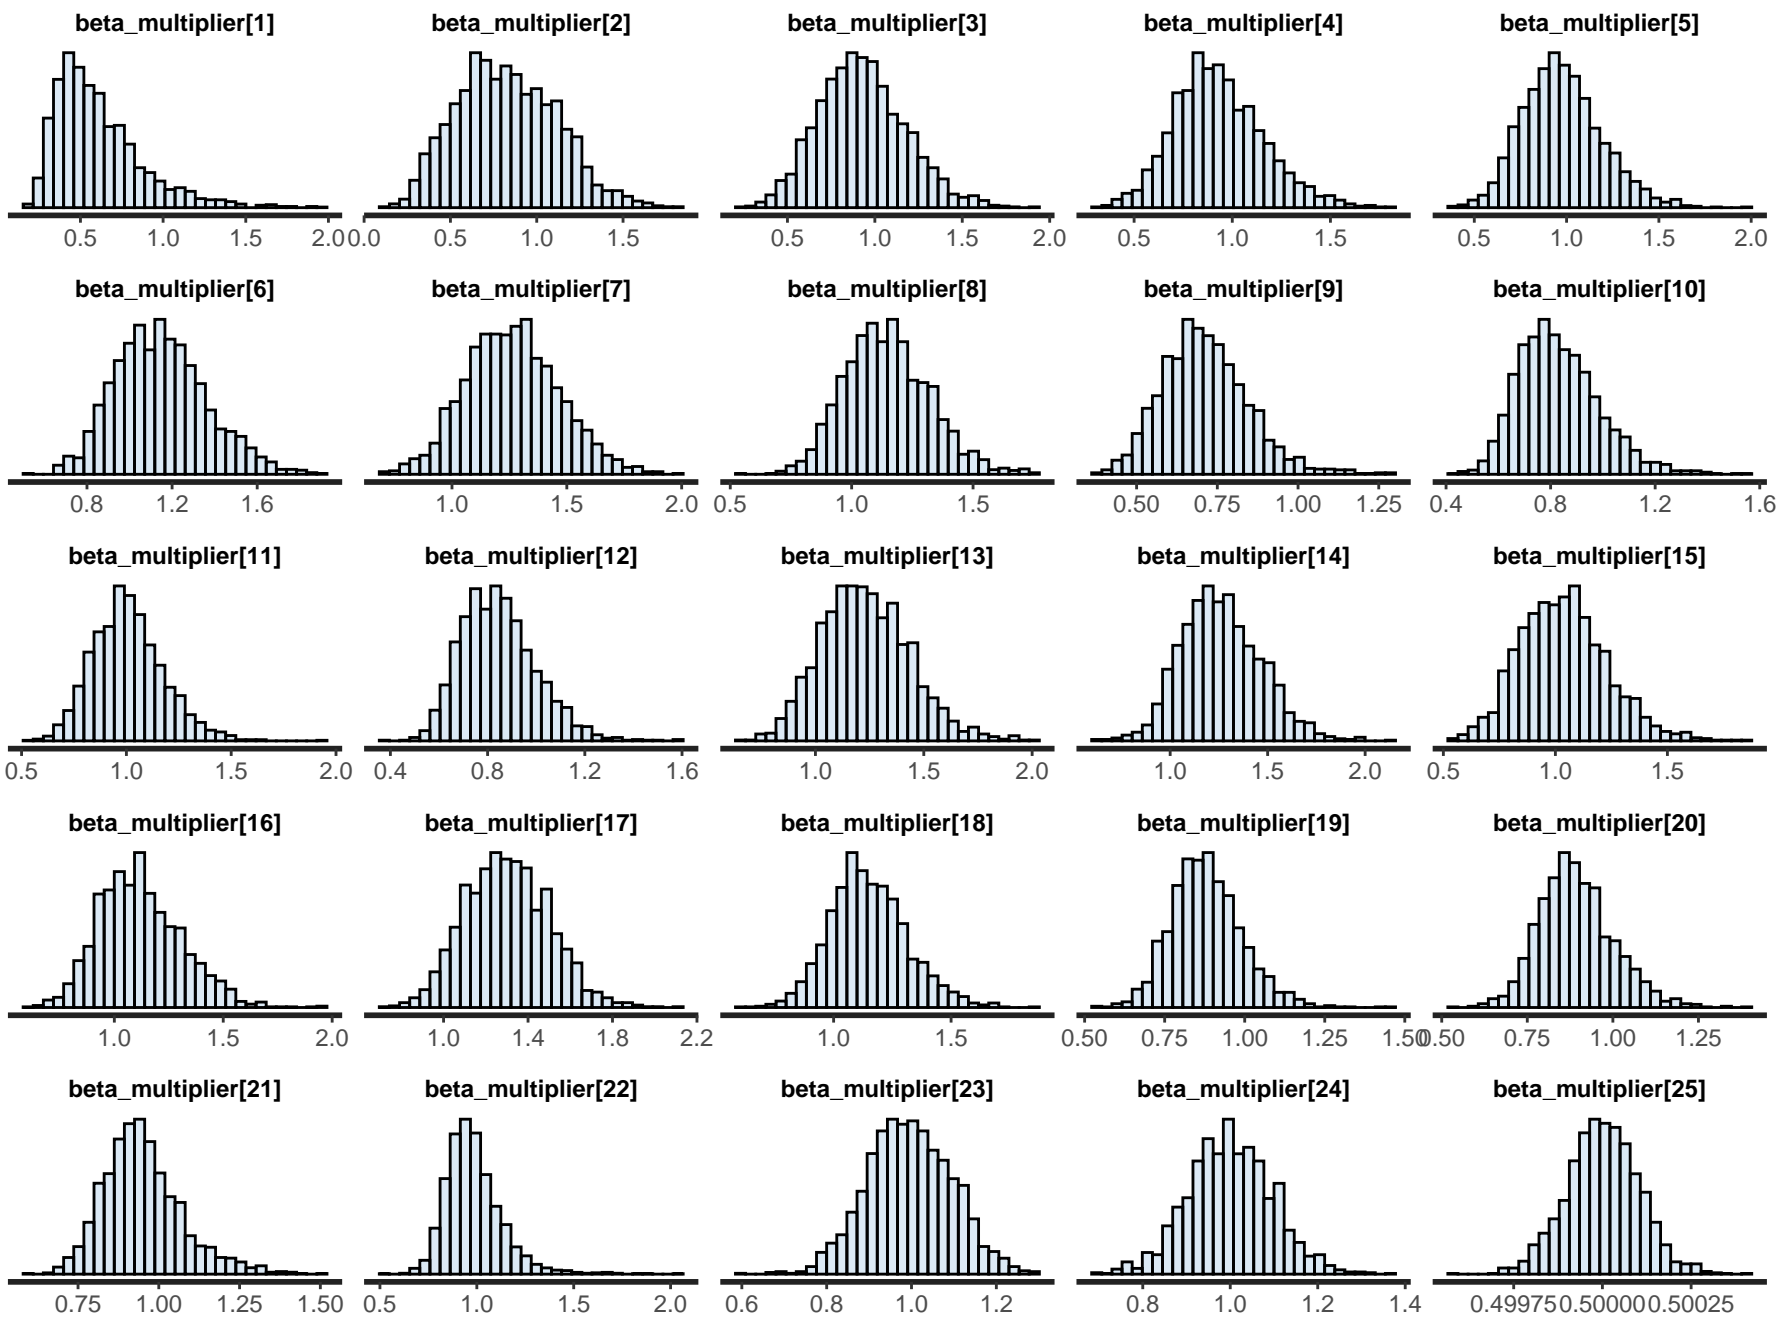 beta_multiplier[1] beta_multiplier[2] beta_multiplier[3] beta_multiplier[4] beta_multiplier[5]
0.5 1.0 1.5 2.0 0.0 0.5 1.0 1.5 0.5 1.0 1.5 2.0 0.5 1.0 1.5 0.5 1.0 1.5 2.0
beta_multiplier[6] beta_multiplier[7] beta_multiplier[8] beta_multiplier[9] beta_multiplier[10]
0.8 1.2 1.6 1.0 1.5 2.0 0.5 1.0 1.5 0.50 0.75 1.00 1.25 0.4 0.8 1.2 1.6
beta_multiplier[11] beta_multiplier[12] beta_multiplier[13] beta_multiplier[14] beta_multiplier[15]
0.5 1.0 1.5 2.0 0.4 0.8 1.2 1.6 1.0 1.5 2.0 1.0 1.5 2.0 0.5 1.0 1.5
beta_multiplier[16] beta_multiplier[17] beta_multiplier[18] beta_multiplier[19] beta_multiplier[20]
1.0 1.5 2.0 1.0 1.4 1.8 2.2 1.0 1.5 0.50 0.75 1.00 1.25 1.50 0.50 0.75 1.00 1.25
beta_multiplier[21] beta_multiplier[22] beta_multiplier[23] beta_multiplier[24] beta_multiplier[25]
0.75 1.00 1.25 1.50 0.5 1.0 1.5 2.0 0.6 0.8 1.0 1.2 0.8 1.0 1.2 1.4 0.49975 0.50000 0.50025